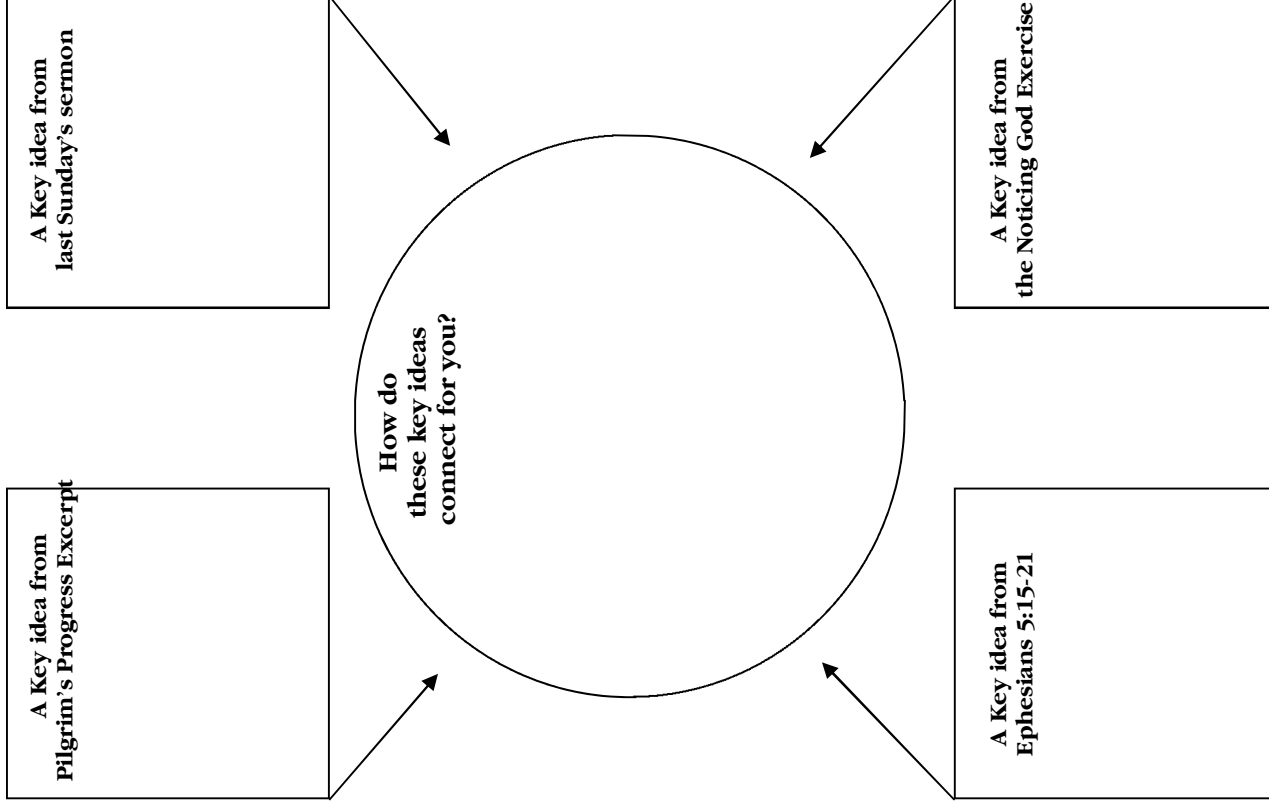 A Key idea from
Pilgrim's Progress Excerpt
A Key idea from
last Sunday's sermon
How do
these key ideas
connect for you?
A Key idea from
Ephesians 5:15-21
A Key idea from
the Noticing God Exercise